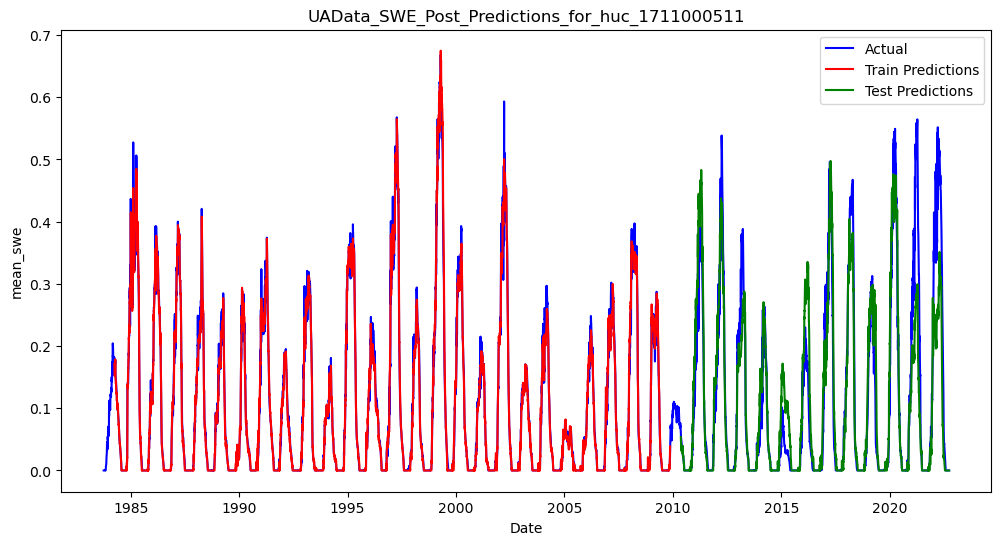 UAData_SWE_Post_Predictions_for_huc_1711000511
Actual
Train Predictions
Test Predictions
mean_swe
0.7
0.6
0.5
0.4
0.3
0.2
0.1
0.0
1985 1990 1995 2000 2005 2010 2015 2020
Date